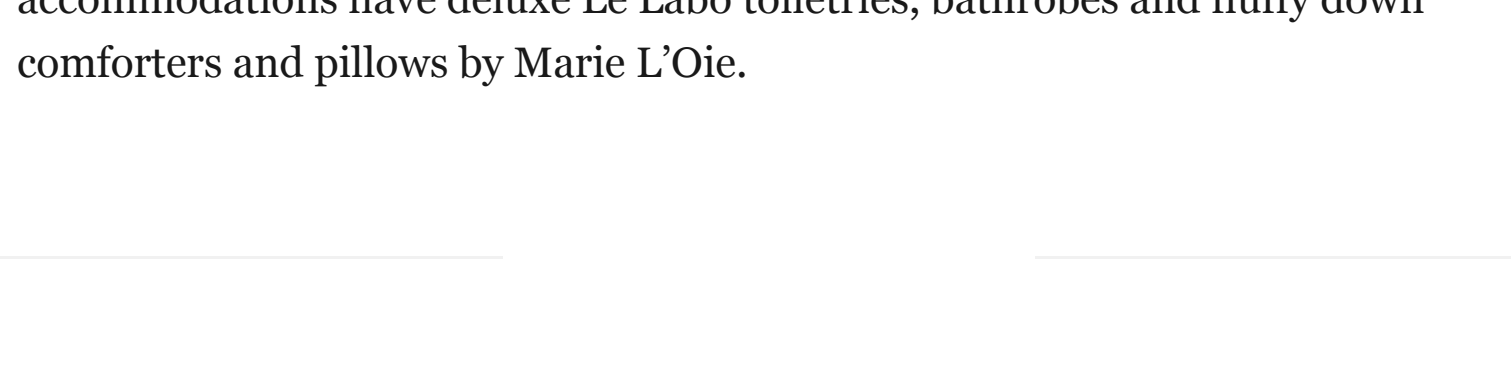 accommodations have deluxe Le Labo toiletries, bathrobes and fluffy down
comforters and pillows by Marie L’Oie.